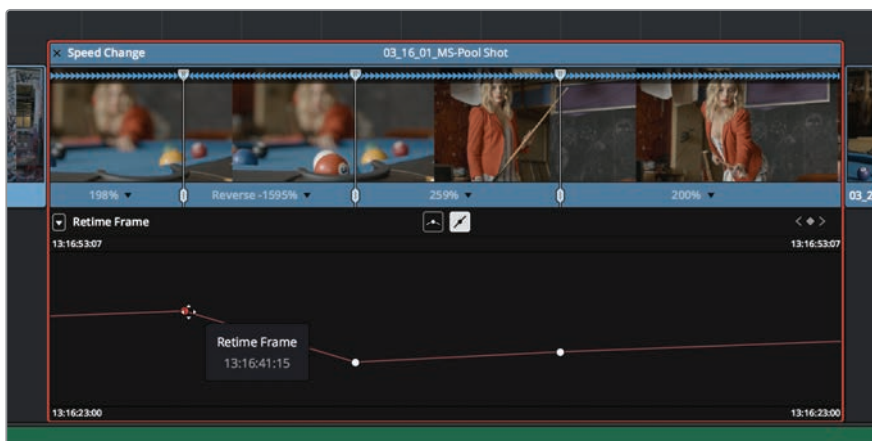 × Speed Change 03_16_01_MS-Pool Shot
198% Reverse -1595% 259% 200% 03_2
Retime Frame
13:16:53:07 13:16:53:07
Retime Frame
13:16:41:15
13:16:23:00 13:16:23:00